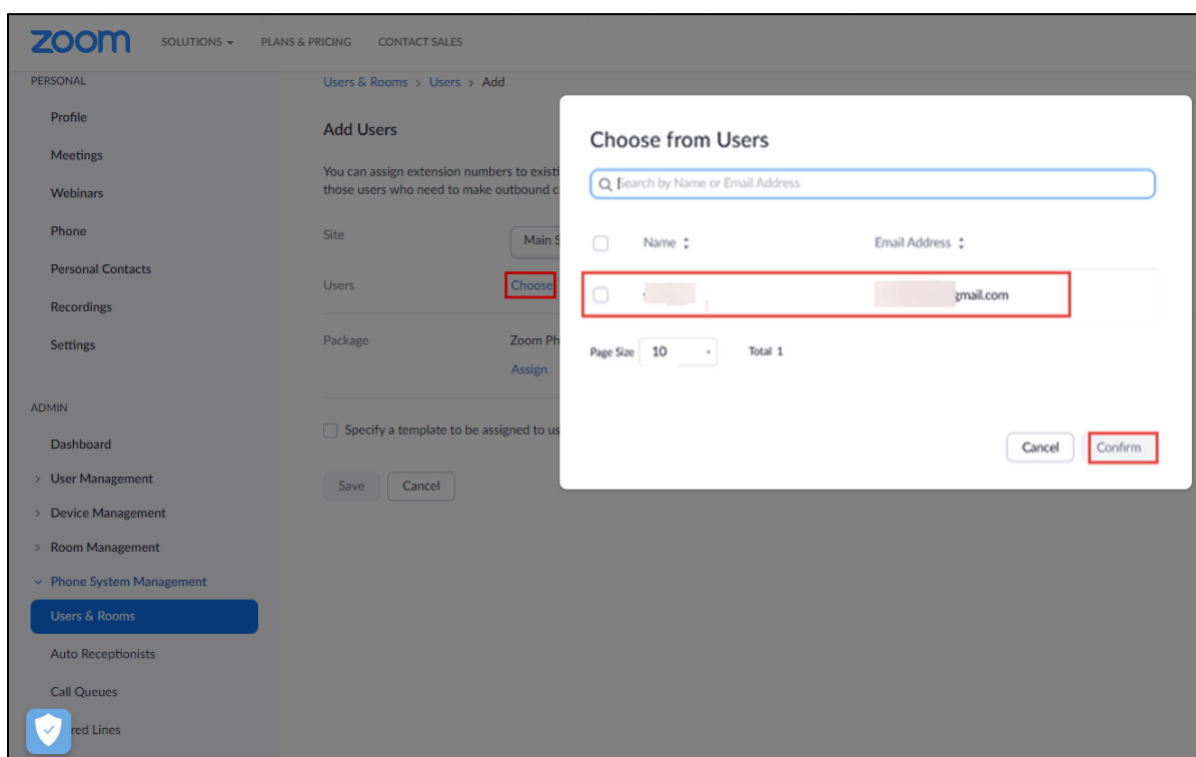 zoom SOLUTIONS PLANS & PRICING CONTACT SALES
PERSONAL
Profile
Meetings
Webinars
Phone
Personal Contacts
Recordings
Settings
ADMIN
Dashboard
User Management
Device Management
Room Management
Phone System Management
Users & Rooms
Auto Receptionists
Call Queues
red Lines
Users & Rooms > Users > Add
Add Users
You can assign extension numbers to existi
those users who need to make outbound c
Site Main S
Users Choose
Package Zoom Ph
Assign
Specify a template to be assigned to us
Save Cancel
Choose from Users
Search by Name or Email Address
Name Email Address
gmail.com
Page Size 10 Total 1
Cancel Confirm